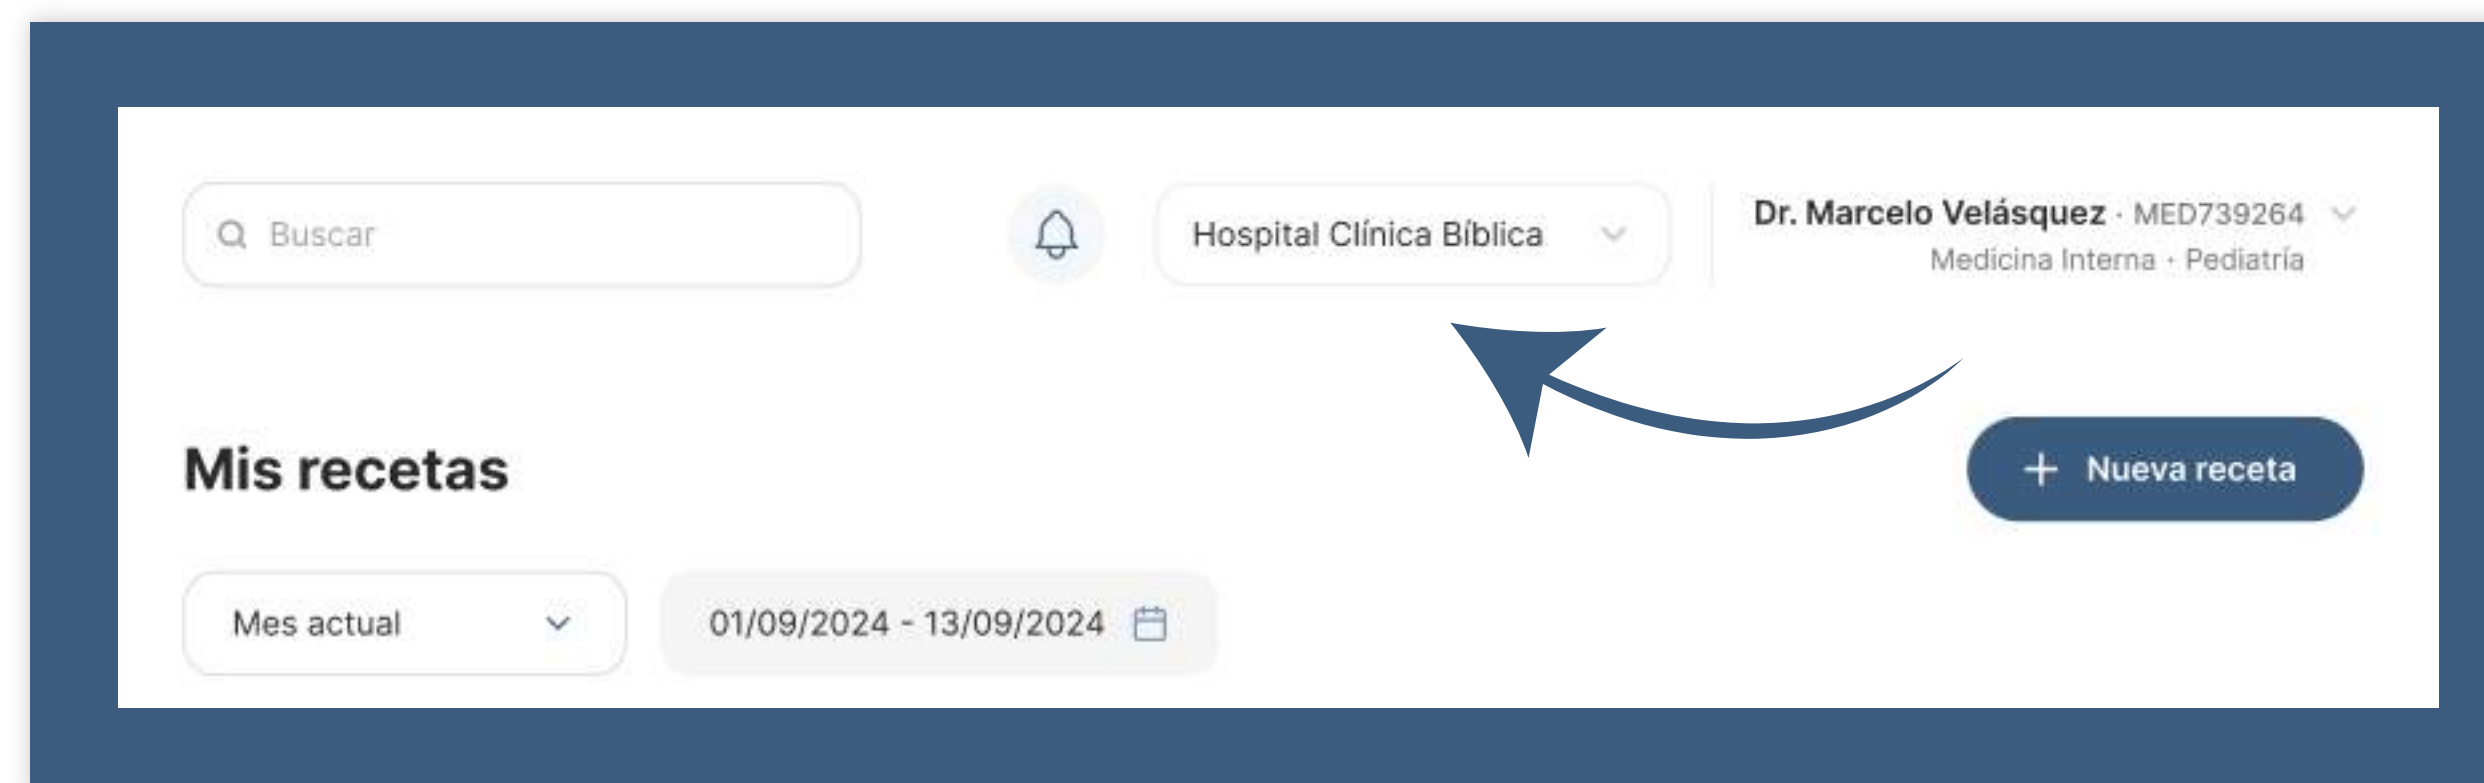 Buscar
Hospital Clínica Bíblica
Dr. Marcelo Velásquez · MED739264
Medicina Interna · Pediatría
Mis recetas
+ Nueva receta
Mes actual
01/09/2024 - 13/09/2024